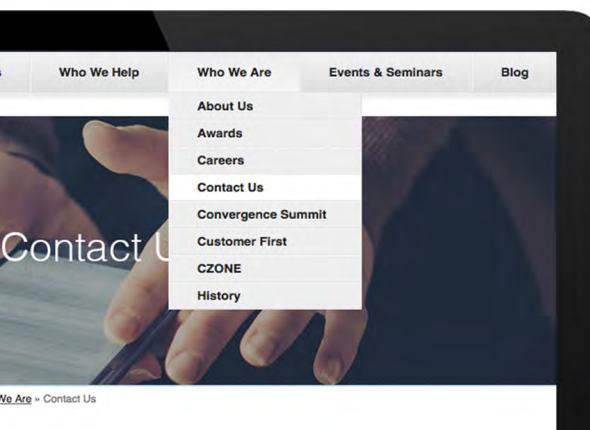 Who We Help
Who We Are
Events & Seminars
Blog
About Us
Awards
Careers
Contact Us
Convergence Summit
Customer First
CZONE
History
Contact
We Are » Contact Us